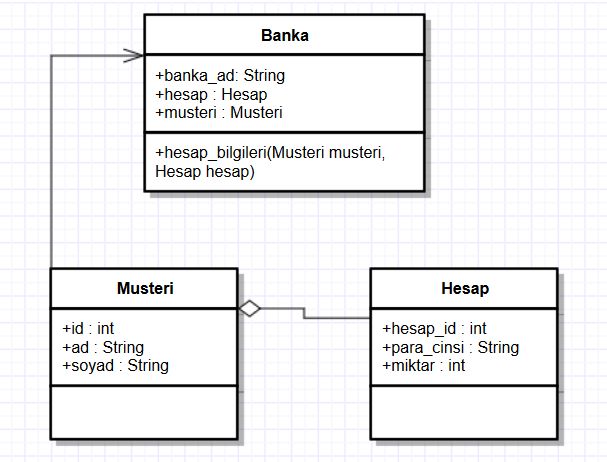 Banka
+banka_ad: String
+hesap : Hesap
+musteri : Musteri
+hesap_bilgileri(Musteri musteri,
Hesap hesap)
Musteri
+id : int
+ad : String
+soyad : String
Hesap
+hesap_id : int
+para_cinsi : String
+miktar : int